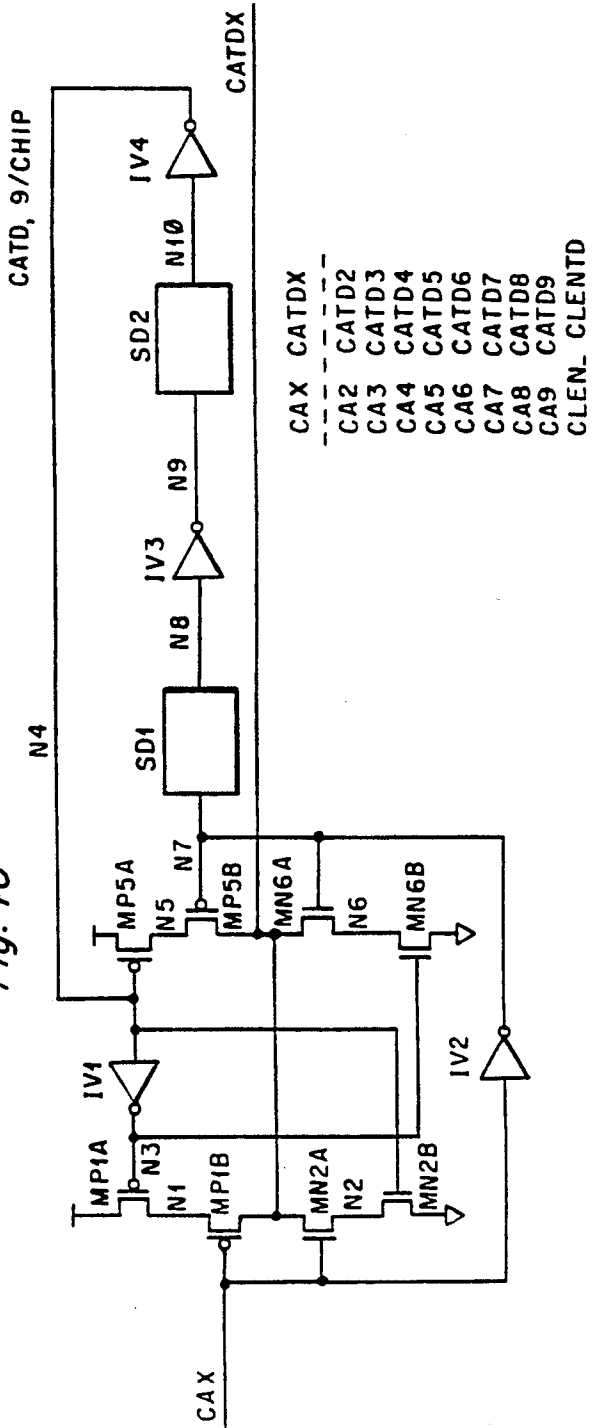 Fig. 10
CATD, 9/CHIP
N4
CATDX
IV4
N10
SD2
N9
IV3
N8
SD1
N7
MP5A
N5
MP5B
MN6A
N6
MN6B
IV1
MP1A
N3
N1
MP1B
MN2A
N2
MN2B
IV2
CAX
CAX CATDX
CA2 CATD2
CA3 CATD3
CA4 CATD4
CA5 CATD5
CA6 CATD6
CA7 CATD7
CA8 CATD8
CA9 CATD9
CLEN_ CLENTD